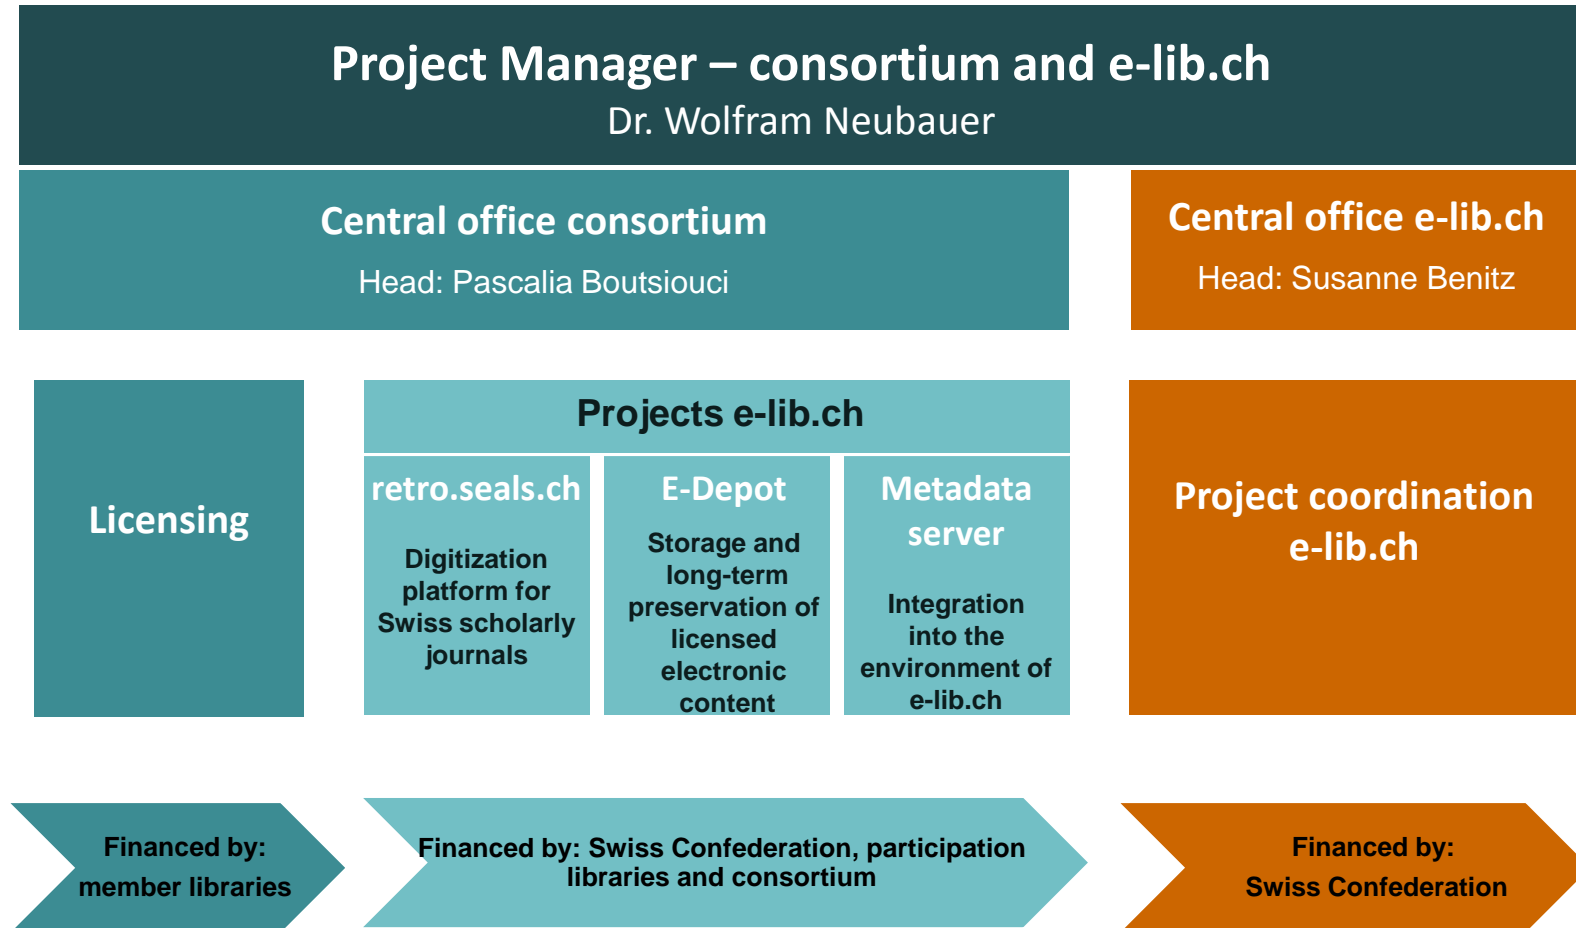 Project Manager – consortium and e-lib.ch
Dr. Wolfram Neubauer
Central office consortium
Head: Pascalia Boutsiouci
Central office e-lib.ch
Head: Susanne Benitz
Licensing
Projects e-lib.ch
retro.seals.ch
Digitization
platform for
Swiss scholarly
journals
E-Depot
Storage and
long-term
preservation of
licensed
electronic
content
Metadata
server
Integration
into the
environment of
e-lib.ch
Project coordination
e-lib.ch
Financed by:
member libraries
Financed by: Swiss Confederation, participation
libraries and consortium
Financed by:
Swiss Confederation